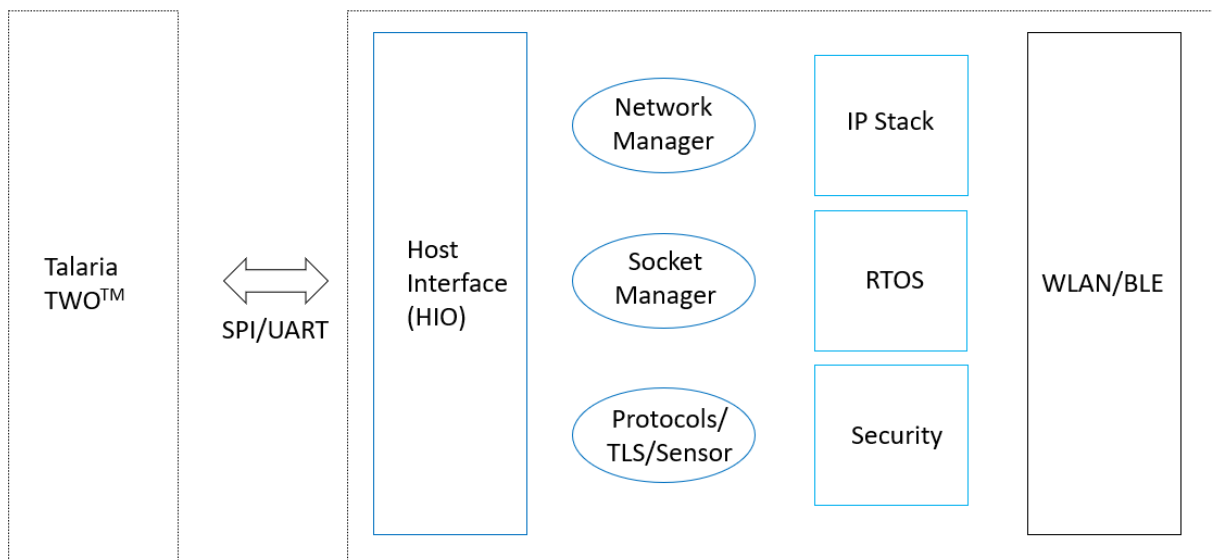 Talaria
TWO™
SPI/UART
Host
Interface
(HIO)
Network
Manager
Socket
Manager
Protocols/
TLS/Sensor
IP Stack
RTOS
Security
WLAN/BLE